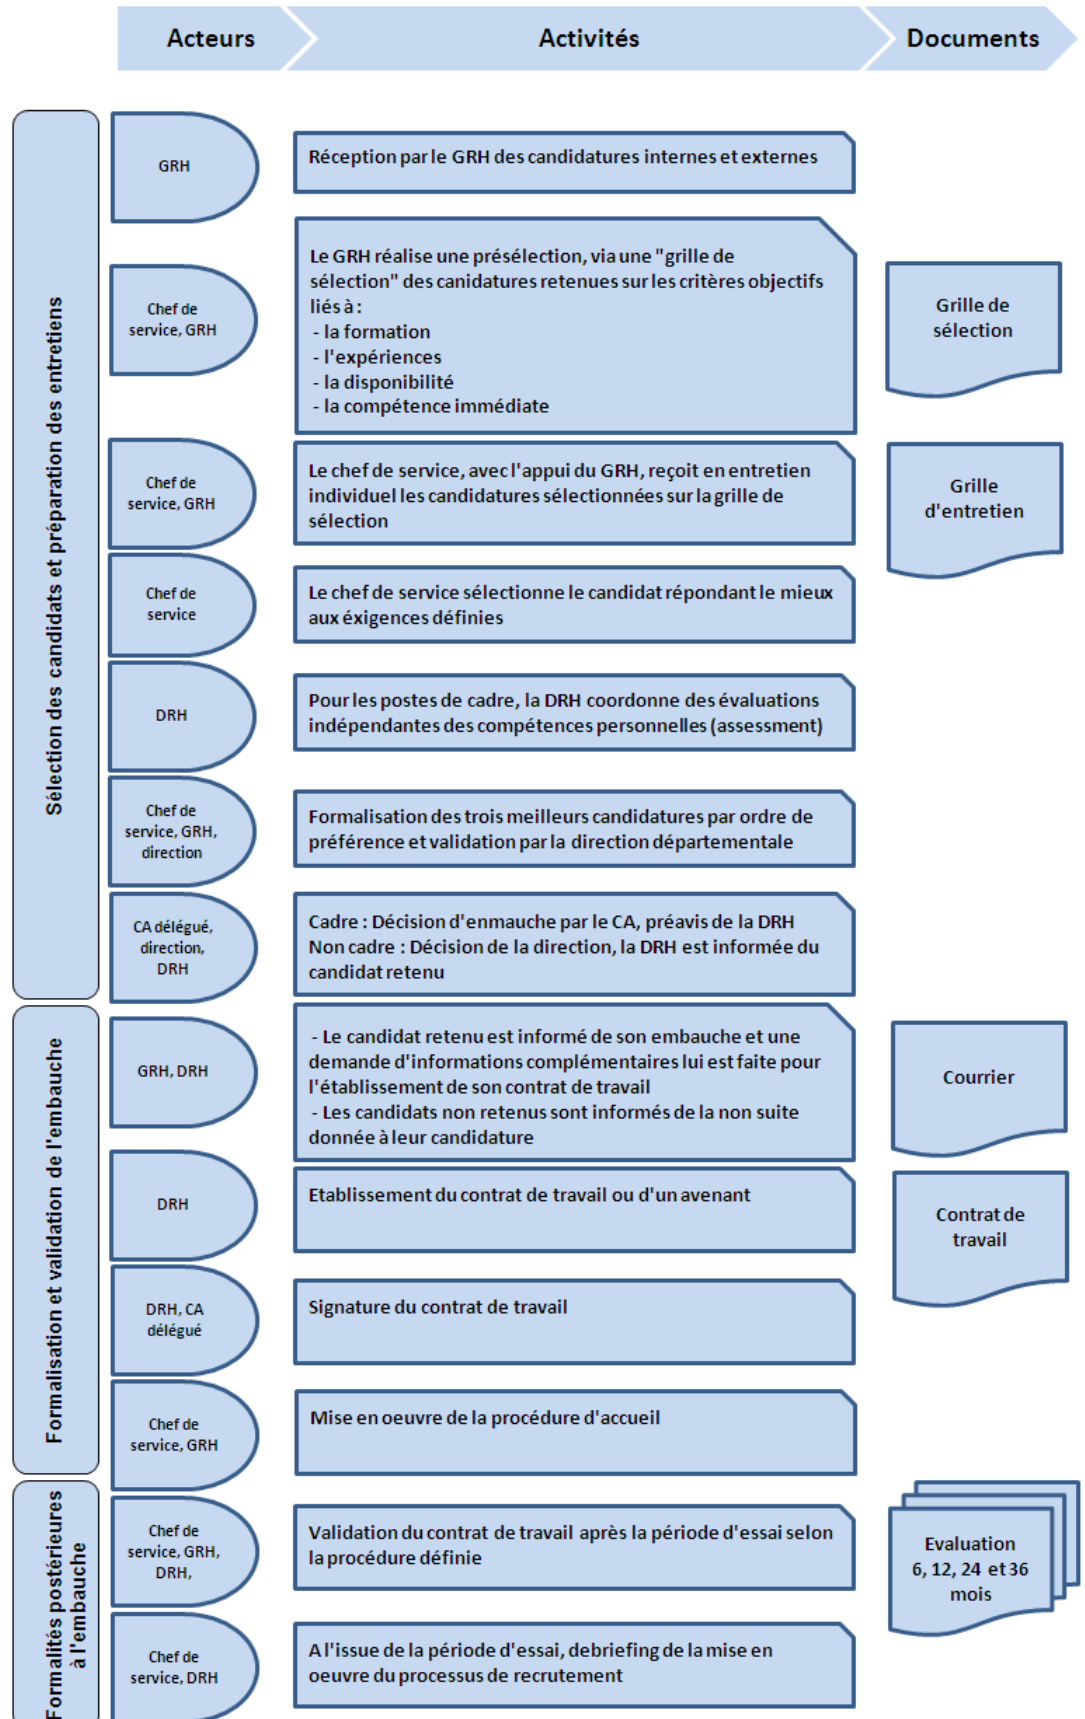 Acteurs
Activités
Documents
Sélection des candidats et préparation des entretiens
GRH
Réception par le GRH des candidatures internes et externes
Chef de
service, GRH
Le GRH réalise une présélection, via une "grille de
sélection" des canidatures retenues sur les critères objectifs
liés à :
- la formation
- l'expériences
- la disponibilité
- la compétence immédiate
Grille de
sélection
Chef de
service, GRH
Le chef de service, avec l'appui du GRH, reçoit en entretien
individuel les candidatures sélectionnées sur la grille de
sélection
Grille
d'entretien
Chef de
service
Le chef de service sélectionne le candidat répondant le mieux
aux éxigences définies
DRH
Pour les postes de cadre, la DRH coordonne des évaluations
indépendantes des compétences personnelles (assessment)
Chef de
service, GRH,
direction
Formalisation des trois meilleurs candidatures par ordre de
préférence et validation par la direction départementale
CA délégué,
direction,
DRH
Cadre : Décision d'enmauche par le CA, préavis de la DRH
Non cadre : Décision de la direction, la DRH est informée du
candidat retenu
Formalisation et validation de l'embauche
GRH, DRH
- Le candidat retenu est informé de son embauche et une
demande d'informations complémentaires lui est faite pour
l'établissement de son contrat de travail
- Les candidats non retenus sont informés de la non suite
donnée à leur candidature
Courrier
DRH
Etablissement du contrat de travail ou d'un avenant
Contrat de
travail
DRH, CA
délégué
Signature du contrat de travail
Chef de
service, GRH
Mise en oeuvre de la procédure d'accueil
Formalités postérieures
à l'embauche
Chef de
service, GRH,
DRH,
Validation du contrat de travail après la période d'essai selon
la procédure définie
Evaluation
6, 12, 24 et 36
mois
Chef de
service, DRH
A l'issue de la période d'essai, debriefing de la mise en
oeuvre du processus de recrutement